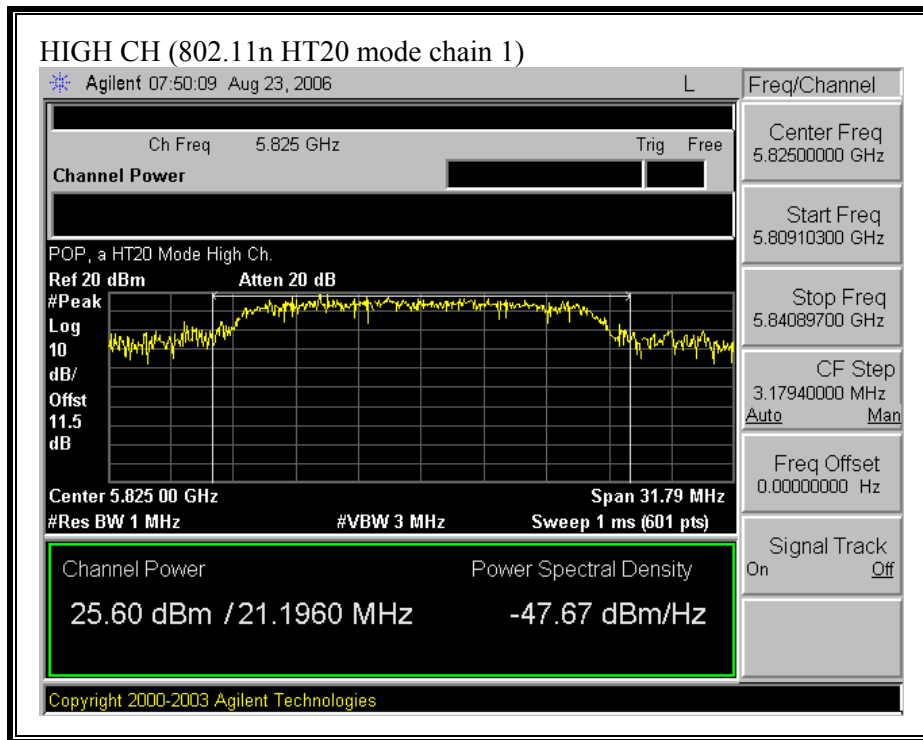 HIGH CH (802.11n HT20 mode chain 1)
Agilent 07:50:09 Aug 23, 2006 L
Freq/Channel
Ch Freq 5.825 GHz Trig Free
Channel Power
Center Freq
5.82500000 GHz
Start Freq
5.80910300 GHz
POP, a HT20 Mode High Ch.
Ref 20 dBm Atten 20 dB
#Peak
Log
10
dB/
Offst
11.5
dB
Stop Freq
5.84089700 GHz
CF Step
3.17940000 MHz
Auto Man
Freq Offset
0.00000000 Hz
Center 5.825 00 GHz Span 31.79 MHz
#Res BW 1 MHz #VBW 3 MHz Sweep 1 ms (601 pts)
Signal Track
On Off
Channel Power Power Spectral Density
25.60 dBm / 21.1960 MHz -47.67 dBm/Hz
Copyright 2000-2003 Agilent Technologies